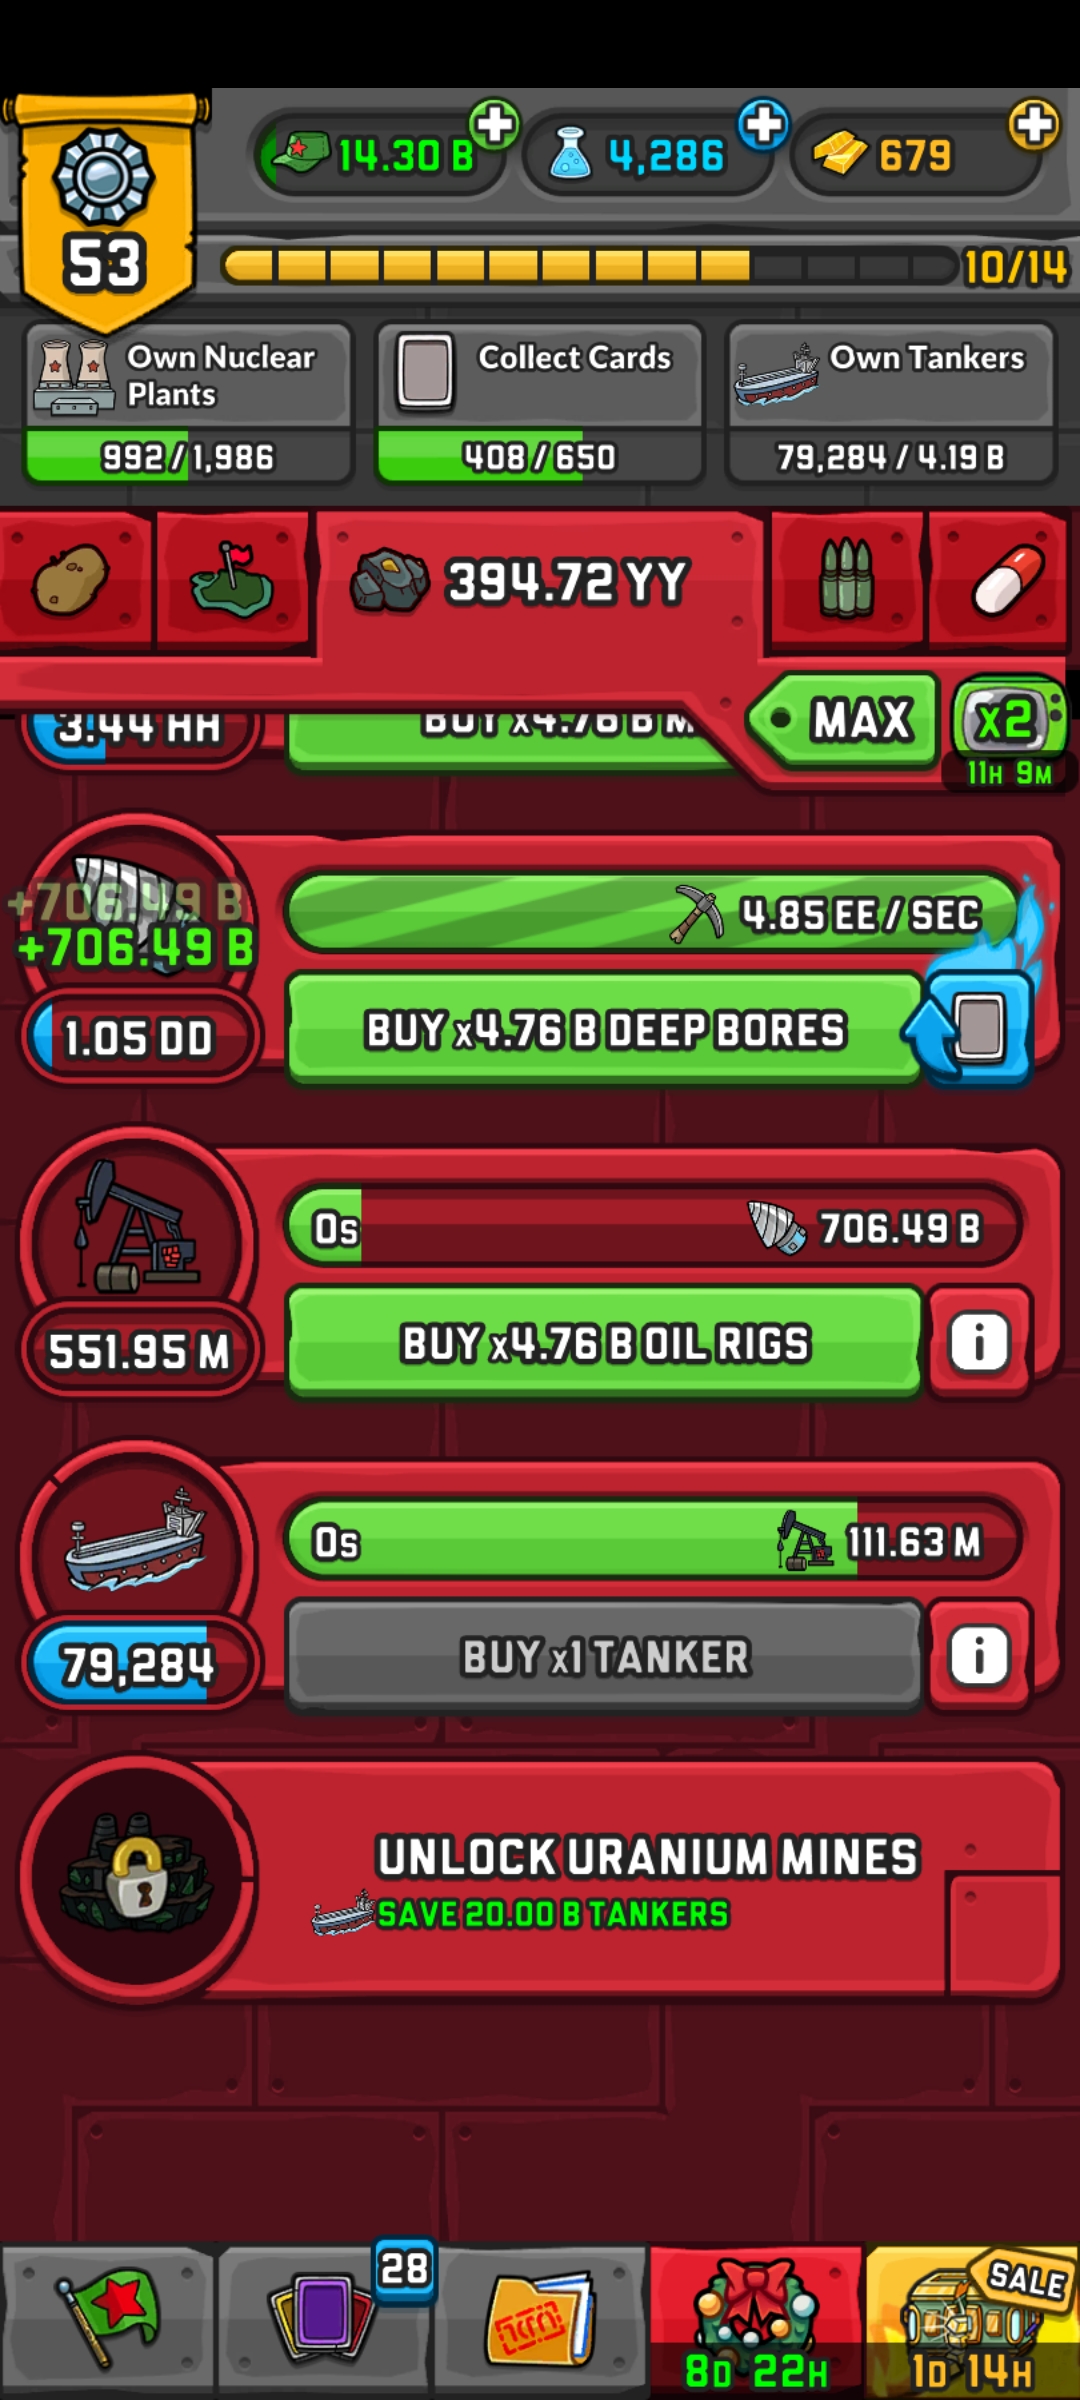 14.30 B
4,286
679
53
10/14
Own Nuclear
Plants
992/1,986
Collect Cards
408/650
Own Tankers
79,284/4.19 B
394.72 YY
MAX
x2
11H 9M
3.44 HH
BUY x4.76 B M
+706.49 B
+706.49 B
4.85 EE/SEC
1.05 DD
BUY x4.76 B DEEP BORES
0s
706.49 B
551.95 M
BUY x4.76 B OIL RIGS
i
0s
111.63 M
79,284
BUY x1 TANKER
i
UNLOCK URANIUM MINES
SAVE 20.00 B TANKERS
28
SALE
8D 22H
1D 14H